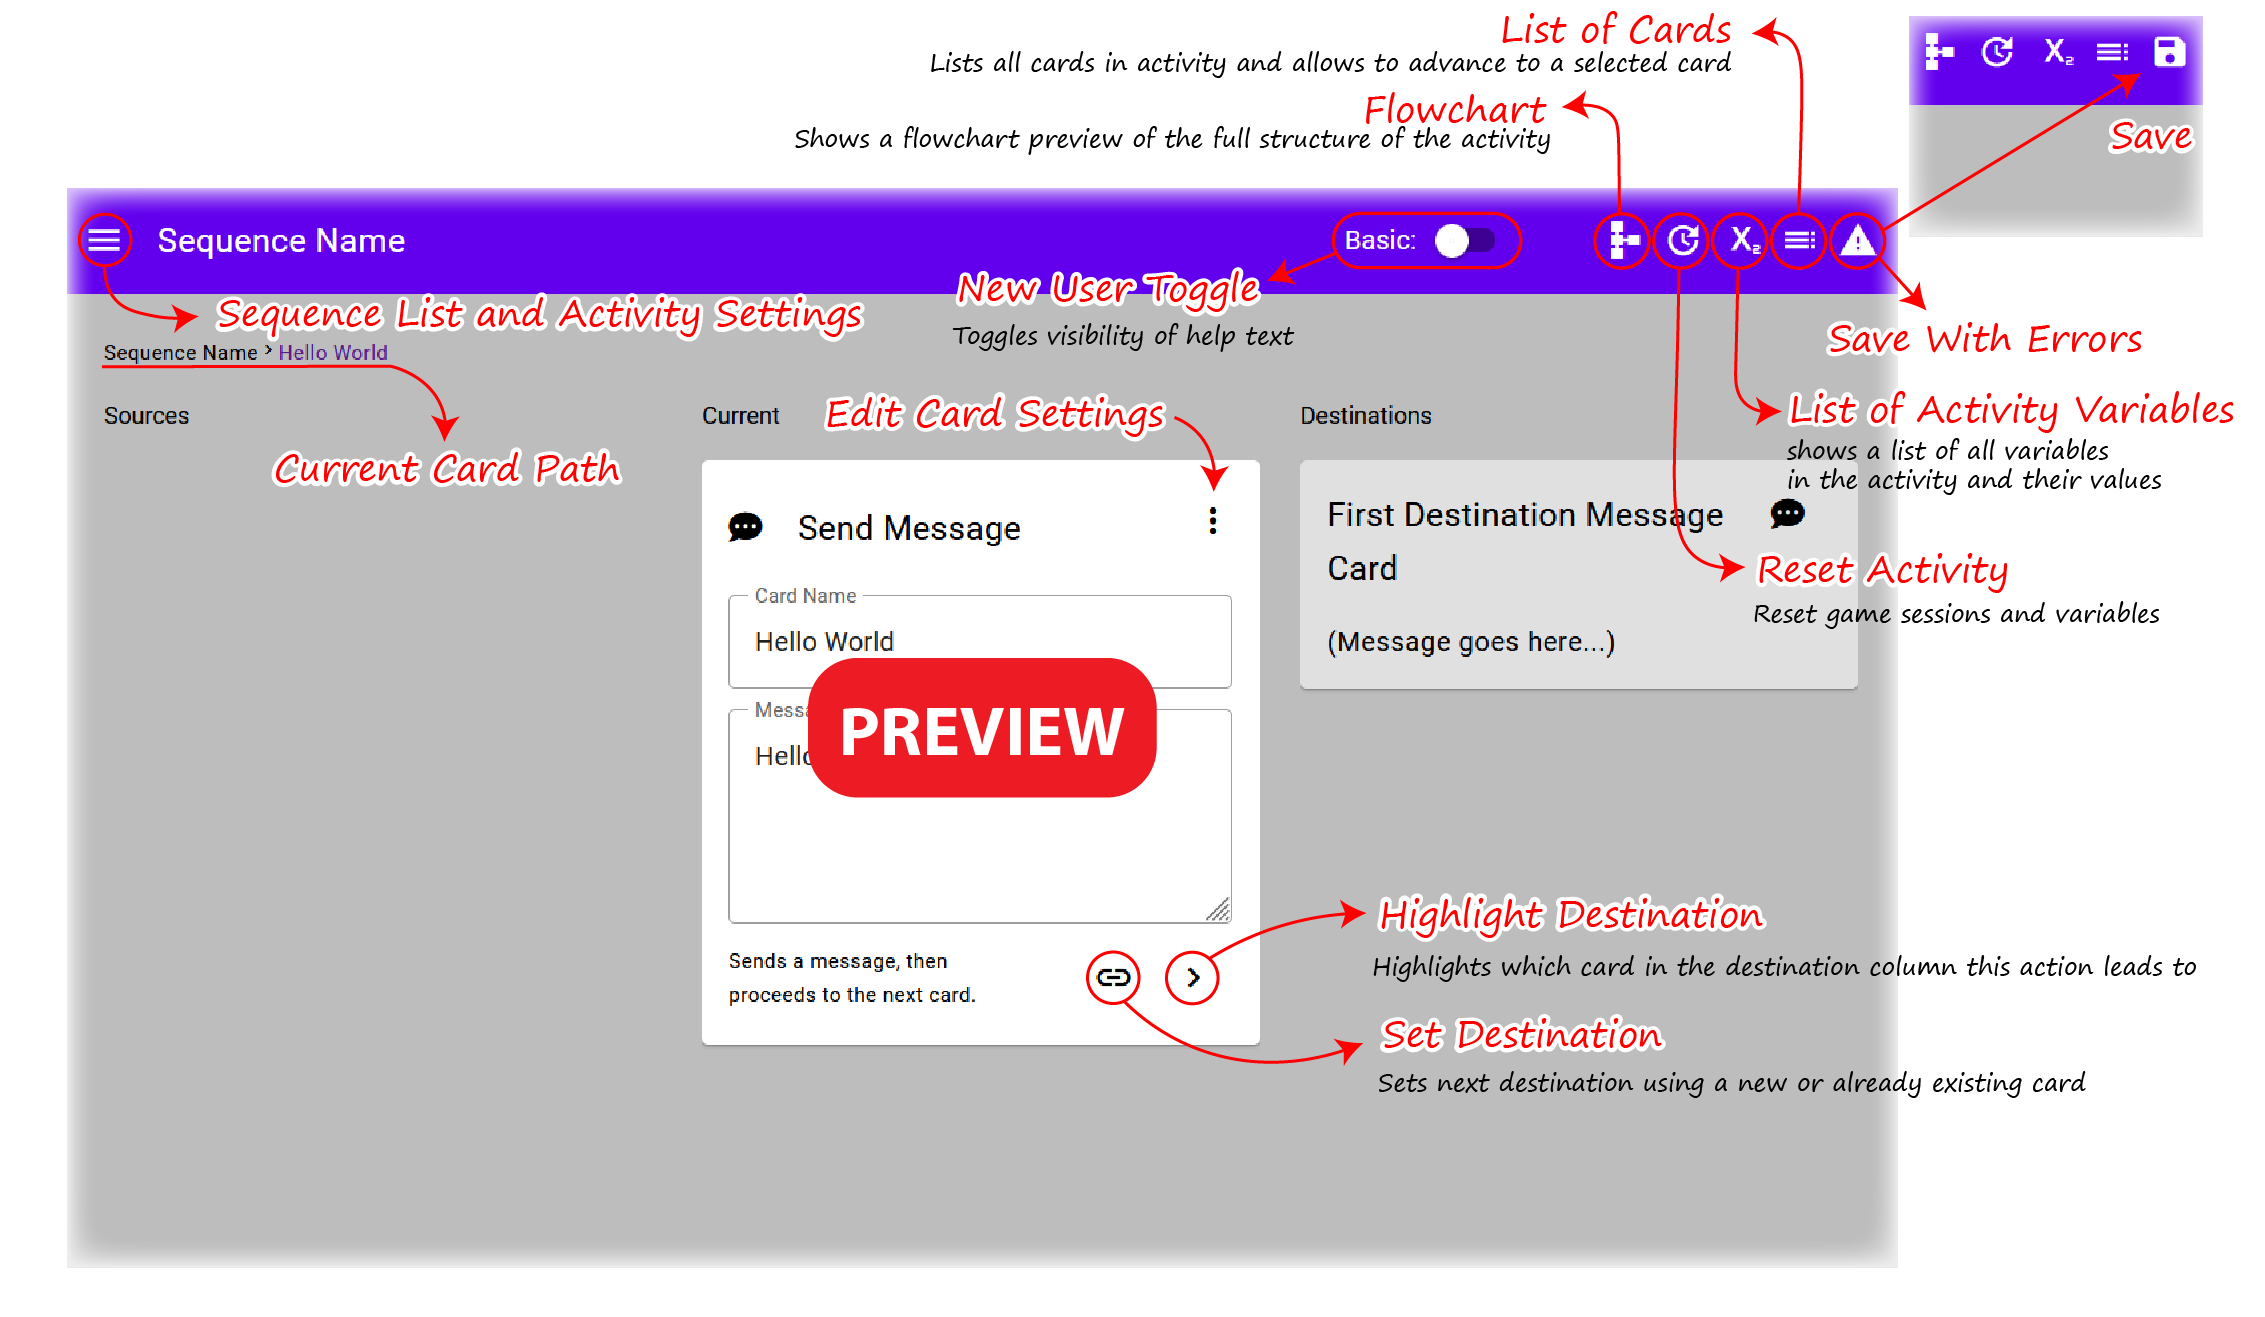 List of Cards
Lists all cards in activity and allows to advance to a selected card
Flowchart
Shows a flowchart preview of the full structure of the activity
X2
Save
Sequence Name
Basic:
X2
New User Toggle
Toggles visibility of help text
Sequence List and Activity Settings
Save With Errors
Sequence Name > Hello World
Sources
Current
Edit Card Settings
Destinations
List of Activity Variables
shows a list of all variables
in the activity and their values
Current Card Path
Send Message
First Destination Message
Card
Reset Activity
Reset game sessions and variables
(Message goes here...)
Card Name
Hello World
Messa
PREVIEW
Hello
Highlight Destination
Highlights which card in the destination column this action leads to
Sends a message, then
proceeds to the next card.
Set Destination
Sets next destination using a new or already existing card